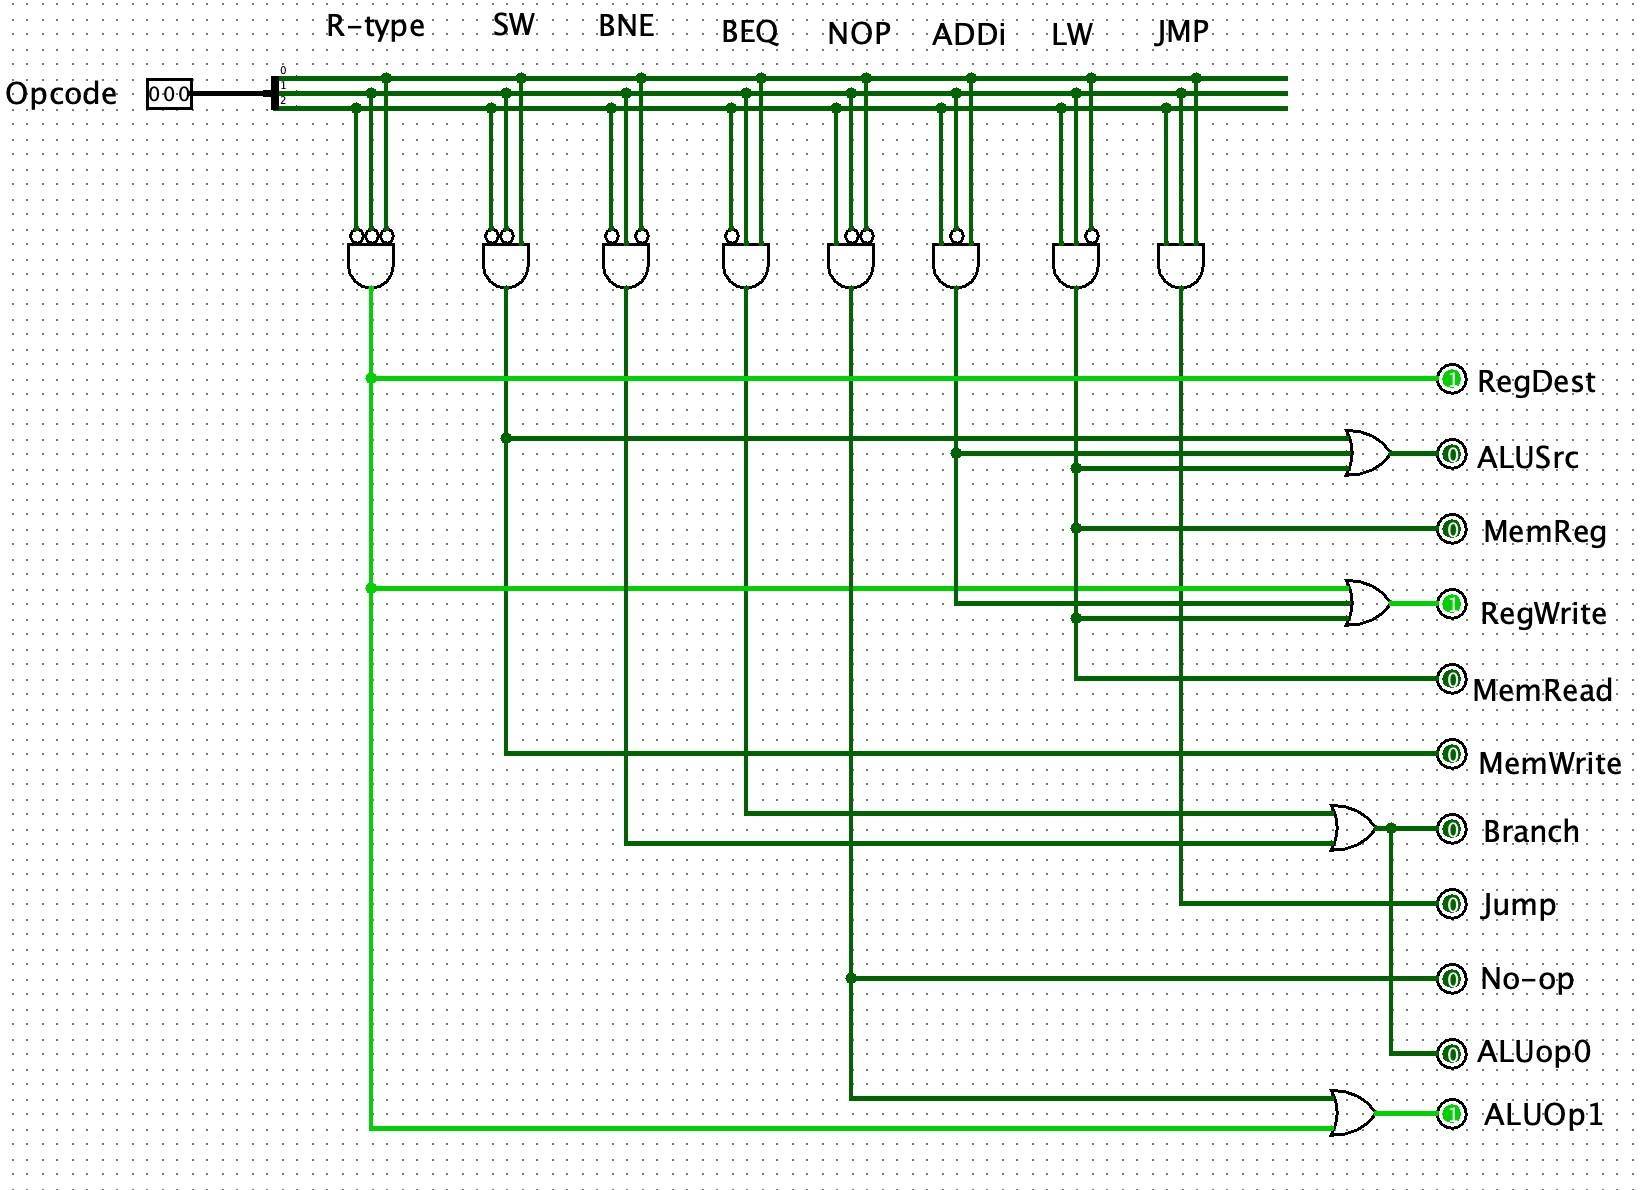 R-type SW BNE BEQ NOP ADDi LW JMP
0
Opcode 000 1
2
1 RegDest
0 ALUSrc
0 MemReg
1 RegWrite
0 MemRead
0 MemWrite
0 Branch
0 Jump
0 No-op
0 ALUop0
1 ALUOp1